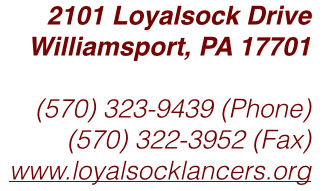 2101 Loyalsock Drive
Williamsport, PA 17701
(570) 323-9439 (Phone)
(570) 322-3952 (Fax)
www.loyalsocklancers.org